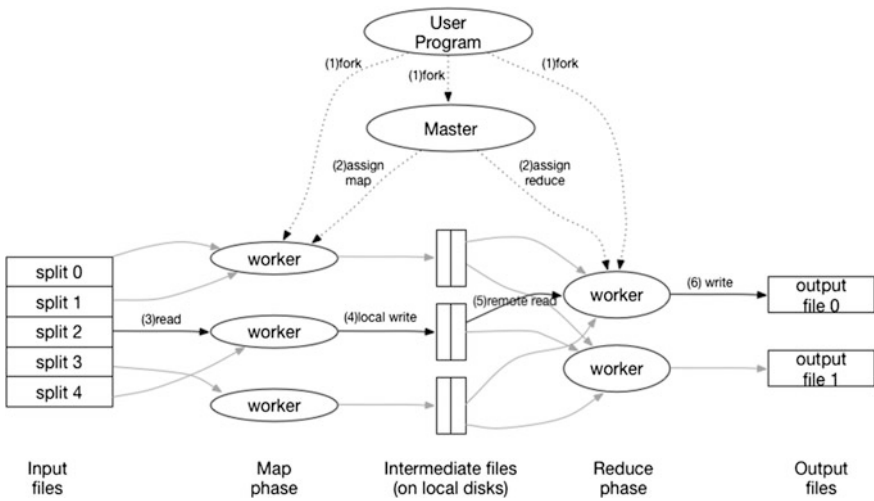 User
Program
(1)fork
(1)fork
(1)fork
Master
(2)assign
map
(2)assign
reduce
split 0
split 1
split 2
split 3
split 4
(3)read
worker
worker
worker
(4)local write
(5)remote read
worker
worker
(6) write
output
file 0
output
file 1
Input
files
Map
phase
Intermediate files
(on local disks)
Reduce
phase
Output
files